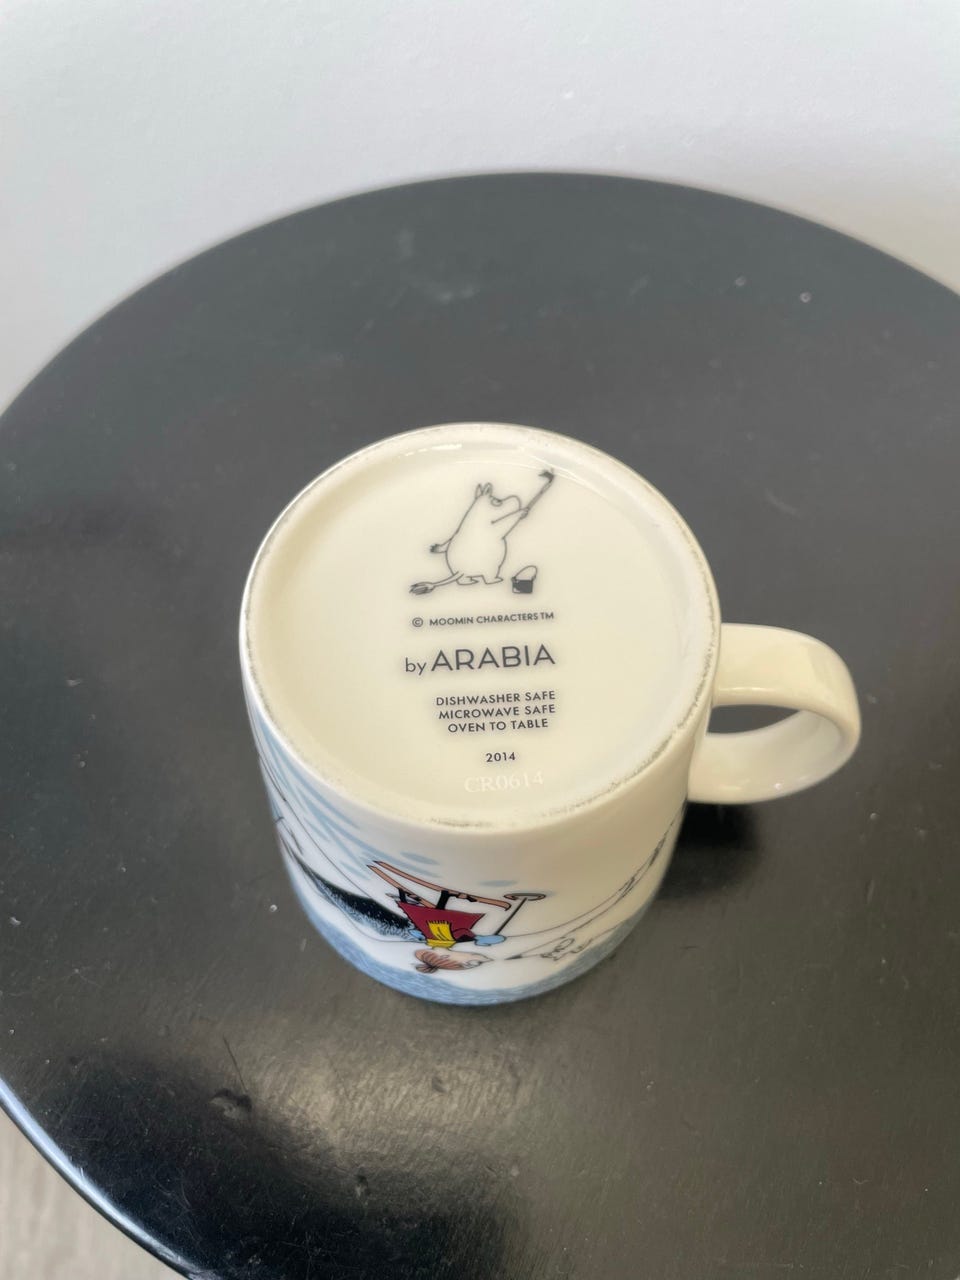 © MOOMIN CHARACTERS TM
by ARABIA
DISHWASHER SAFE
MICROWAVE SAFE
OVEN TO TABLE
2014
CR0614